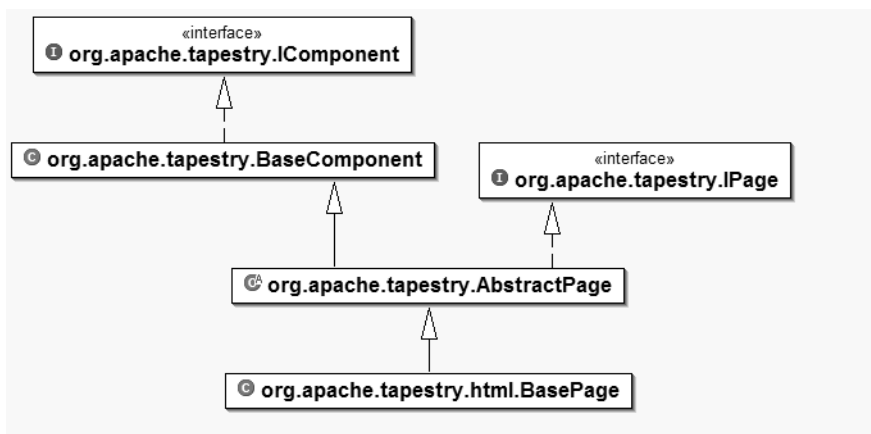 «interface»
I org.apache.tapestry.IComponent
C org.apache.tapestry.BaseComponent
«interface»
I org.apache.tapestry.IPage
CA org.apache.tapestry.AbstractPage
C org.apache.tapestry.html.BasePage